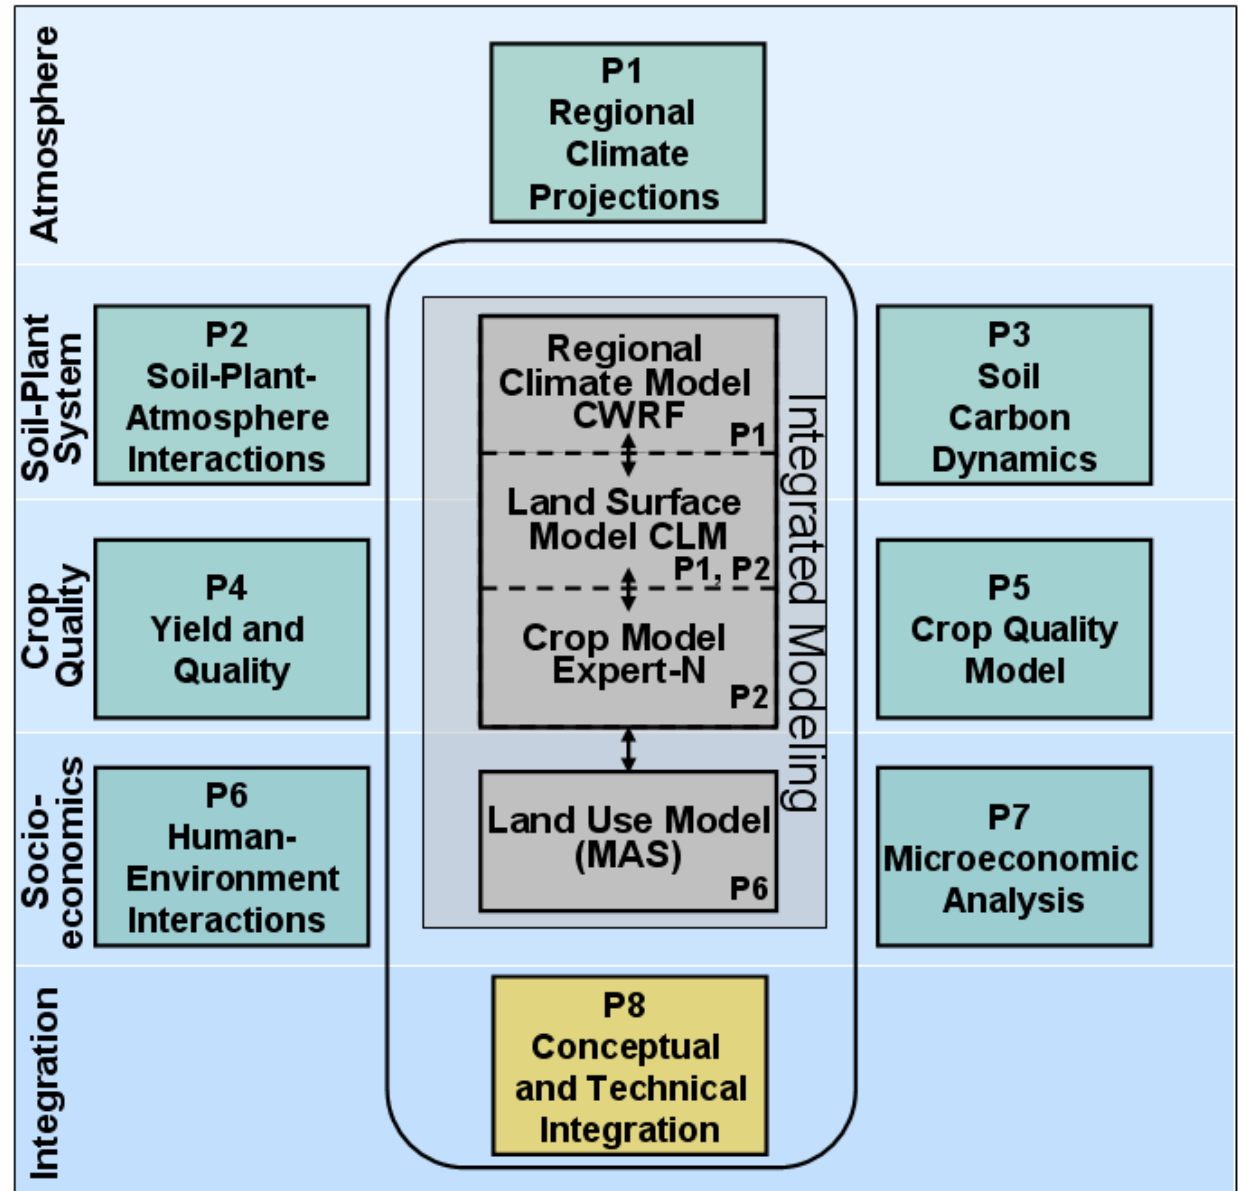 Atmosphere
P1
Regional
Climate
Projections
Soil-Plant
System
P2
Soil-Plant-
Atmosphere
Interactions
Regional
Climate Model
CWRF
P1
Land Surface
Model CLM
P1, P2
Crop Model
Expert-N
P2
Land Use Model
(MAS)
P6
Integrated Modeling
P3
Soil
Carbon
Dynamics
Crop
Quality
P4
Yield and
Quality
P5
Crop Quality
Model
Socio-
economics
P6
Human-
Environment
Interactions
P7
Microeconomic
Analysis
Integration
P8
Conceptual
and Technical
Integration